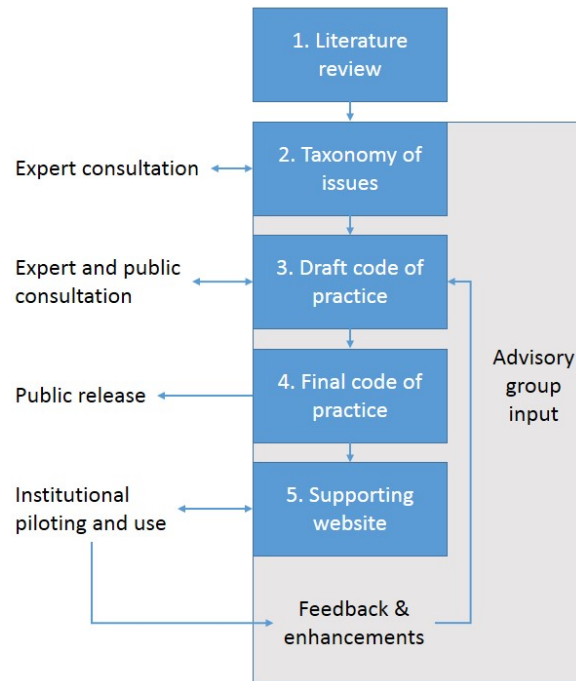 1. Literature
review
Expert consultation
2. Taxonomy of
issues
Expert and public
consultation
3. Draft code of
practice
Advisory
group
input
Public release
4. Final code of
practice
Institutional
piloting and use
5. Supporting
website
Feedback &
enhancements